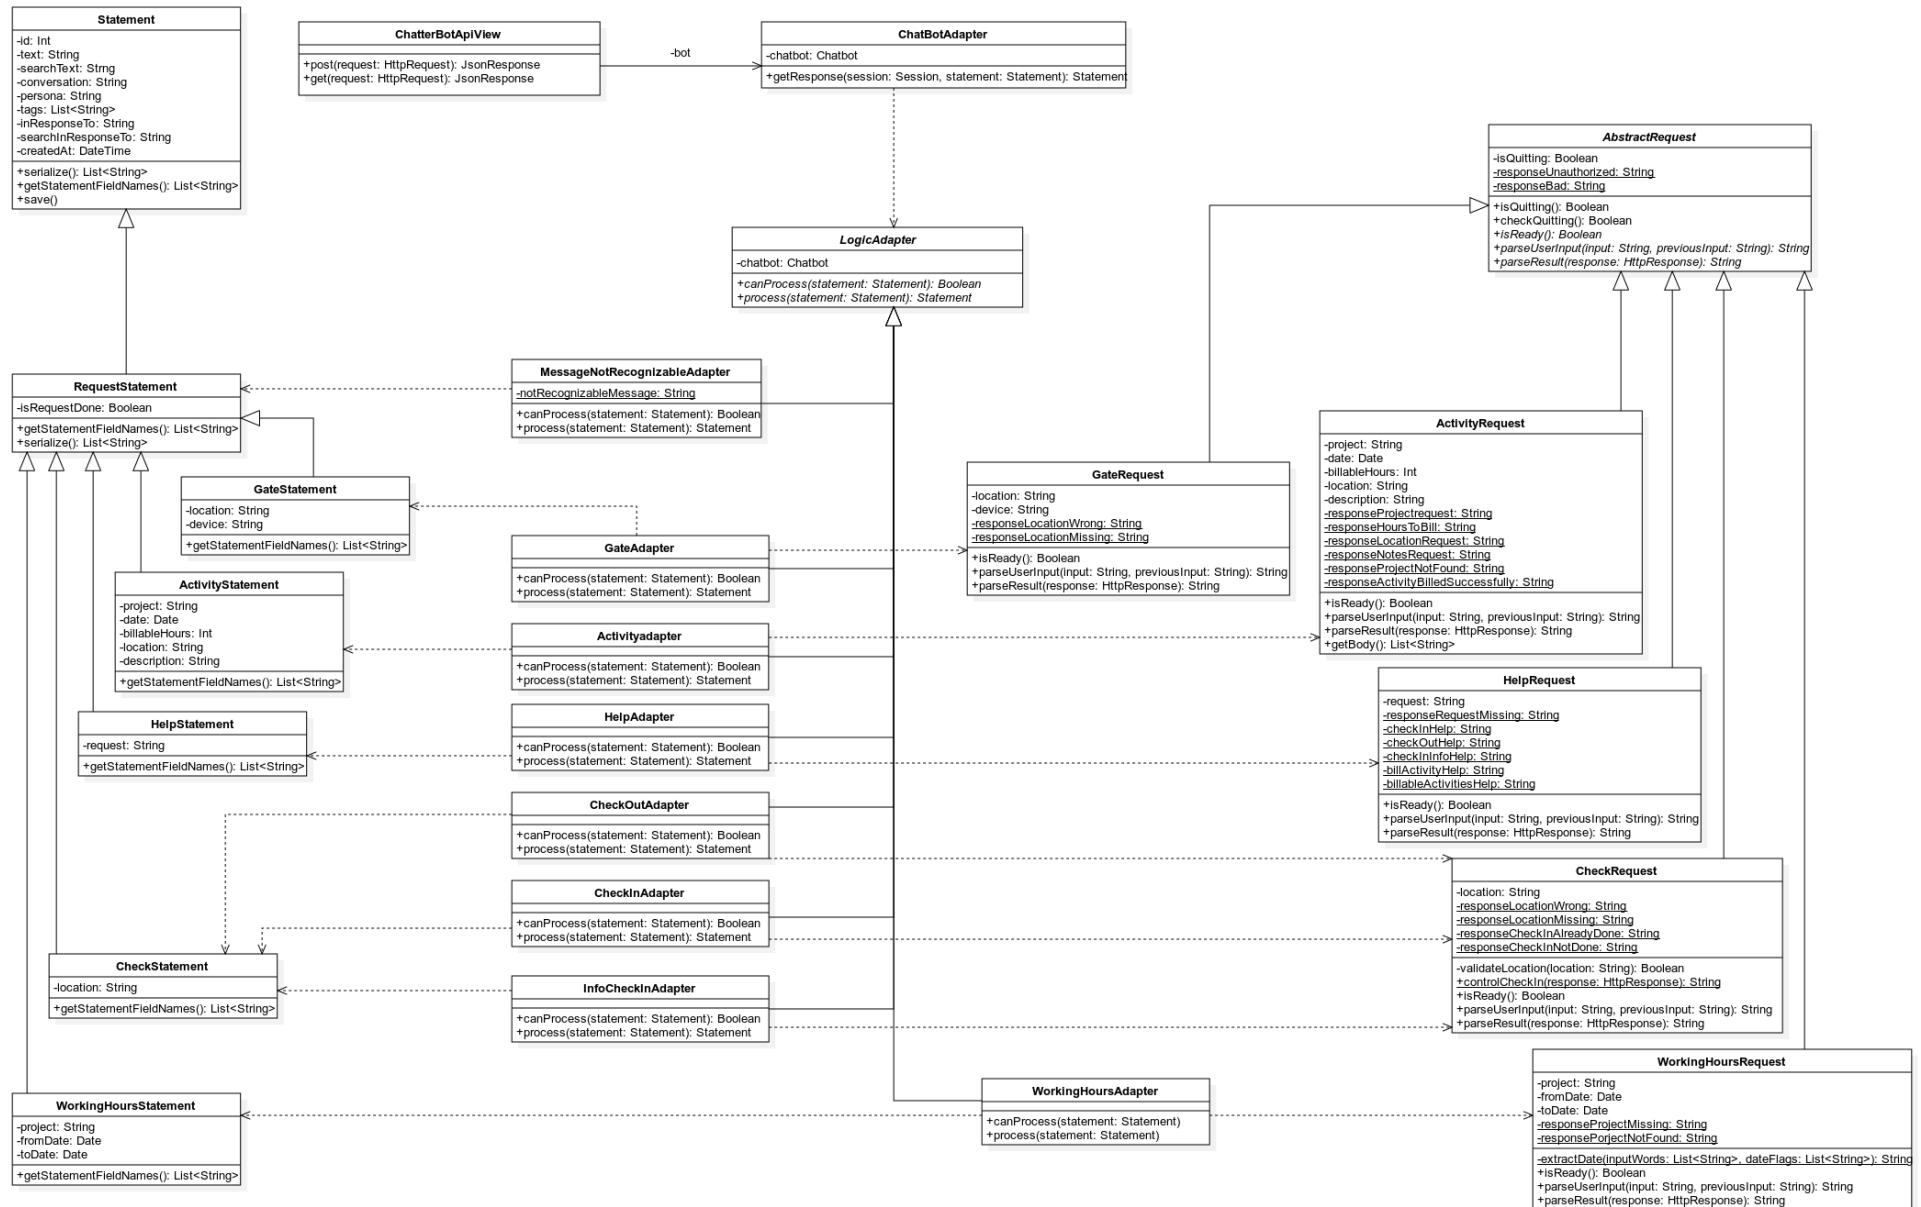 Statement
-id: Int
-text: String
-searchText: Strng
-conversation: String
-persona: String
-tags: List<String>
-inResponseTo: String
-searchInResponseTo: String
-createdAt: DateTime
+serialize(): List<String>
+getStatementFieldNames(): List<String>
+save()
ChatterBotApiView
+post(request: HttpRequest): JsonResponse
+get(request: HttpRequest): JsonResponse
-bot
ChatBotAdapter
-chatbot: Chatbot
+getResponse(session: Session, statement: Statement): Statement
AbstractRequest
-isQuitting: Boolean
-responseUnauthorized: String
-responseBad: String
+isQuitting(): Boolean
+checkQuitting(): Boolean
+isReady(): Boolean
+parseUserInput(input: String, previousInput: String): String
+parseResult(response: HttpResponse): String
LogicAdapter
-chatbot: Chatbot
+canProcess(statement: Statement): Boolean
+process(statement: Statement): Statement
RequestStatement
-isRequestDone: Boolean
+getStatementFieldNames(): List<String>
+serialize(): List<String>
MessageNotRecognizableAdapter
-notRecognizableMessage: String
+canProcess(statement: Statement): Boolean
+process(statement: Statement): Statement
GateStatement
-location: String
-device: String
+getStatementFieldNames(): List<String>
GateAdapter
+canProcess(statement: Statement): Boolean
+process(statement: Statement): Statement
GateRequest
-location: String
-device: String
-responseLocationWrong: String
-responseLocationMissing: String
+isReady(): Boolean
+parseUserInput(input: String, previousInput: String): String
+parseResult(response: HttpResponse): String
ActivityRequest
-project: String
-date: Date
-billableHours: Int
-location: String
-description: String
-responseProjectrequest: String
-responseHoursToBill: String
-responseLocationRequest: String
-responseNotesRequest: String
-responseProjectNotFound: String
-responseActivityBilledSuccessfully: String
+isReady(): Boolean
+parseUserInput(input: String, previousInput: String): String
+parseResult(response: HttpResponse): String
+getBody(): List<String>
ActivityStatement
-project: String
-date: Date
-billableHours: Int
-location: String
-description: String
+getStatementFieldNames(): List<String>
Activityadapter
+canProcess(statement: Statement): Boolean
+process(statement: Statement): Statement
HelpStatement
-request: String
+getStatementFieldNames(): List<String>
HelpAdapter
+canProcess(statement: Statement): Boolean
+process(statement: Statement): Statement
HelpRequest
-request: String
-responseRequestMissing: String
-checkInHelp: String
-checkOutHelp: String
-checkInInfoHelp: String
-billActivityHelp: String
-billableActivitiesHelp: String
+isReady(): Boolean
+parseUserInput(input: String, previousInput: String): String
+parseResult(response: HttpResponse): String
CheckOutAdapter
+canProcess(statement: Statement): Boolean
+process(statement: Statement): Statement
CheckInAdapter
+canProcess(statement: Statement): Boolean
+process(statement: Statement): Statement
CheckRequest
-location: String
-responseLocationWrong: String
-responseLocationMissing: String
-responseCheckInAlreadyDone: String
-responseCheckInNotDone: String
-validateLocation(location: String): Boolean
+controlCheckIn(response: HttpResponse): String
+isReady(): Boolean
+parseUserInput(input: String, previousInput: String): String
+parseResult(response: HttpResponse): String
CheckStatement
-location: String
+getStatementFieldNames(): List<String>
InfoCheckInAdapter
+canProcess(statement: Statement): Boolean
+process(statement: Statement): Statement
WorkingHoursStatement
-project: String
-fromDate: Date
-toDate: Date
+getStatementFieldNames(): List<String>
WorkingHoursAdapter
+canProcess(statement: Statement)
+process(statement: Statement)
WorkingHoursRequest
-project: String
-fromDate: Date
-toDate: Date
-responseProjectMissing: String
-responsePorjectNotFound: String
-extractDate(inputWords: List<String>, dateFlags: List<String>): String
+isReady(): Boolean
+parseUserInput(input: String, previousInput: String): String
+parseResult(response: HttpResponse): String